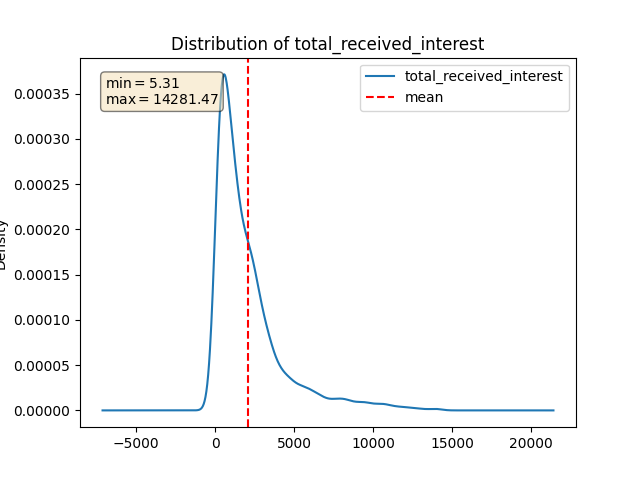 Distribution of total_received_interest
min = 5.31
max = 14281.47
total_received_interest
mean
0.00035
0.00030
0.00025
0.00020
0.00015
0.00010
0.00005
0.00000
Density
−5000 0 5000 10000 15000 20000